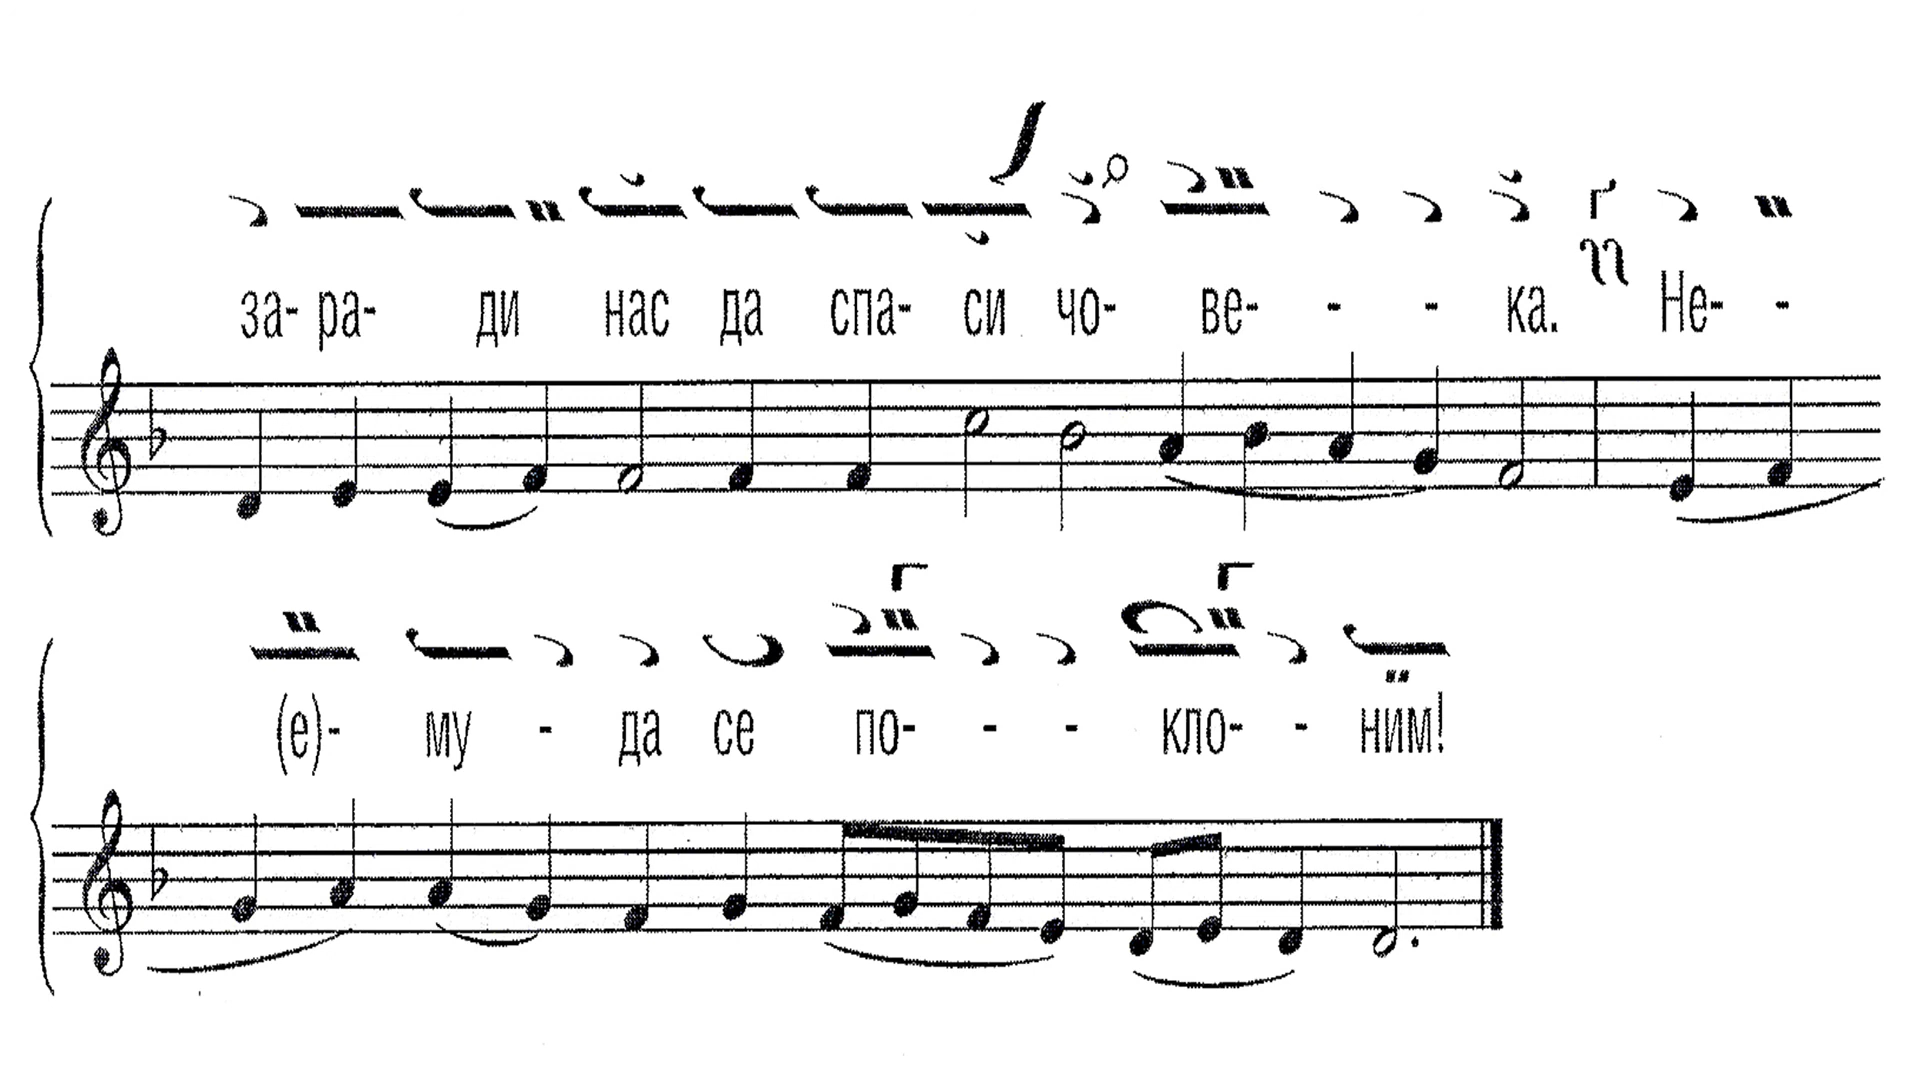 за- ра- ди нас да спа- си чо- ве- - - ка. Не- -
(е)- му - да се по- - - кло- - ним!